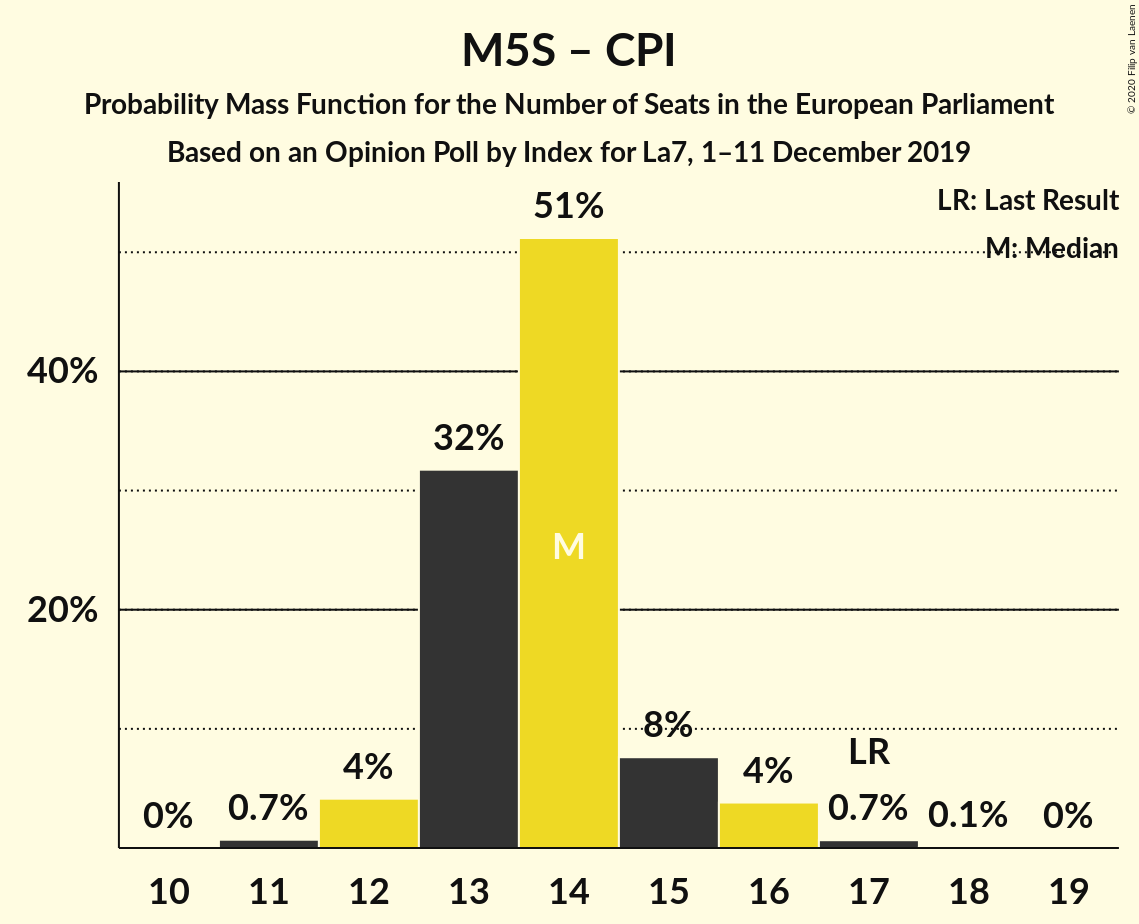 M5S – CPI
Probability Mass Function for the Number of Seats in the European Parliament
Based on an Opinion Poll by Index for La7, 1–11 December 2019
© 2020 Filip van Laenen
LR: Last Result
M: Median
40%
20%
0%
0.7%
4%
32%
51%
M
8%
4%
LR
0.7%
0.1%
0%
10 11 12 13 14 15 16 17 18 19